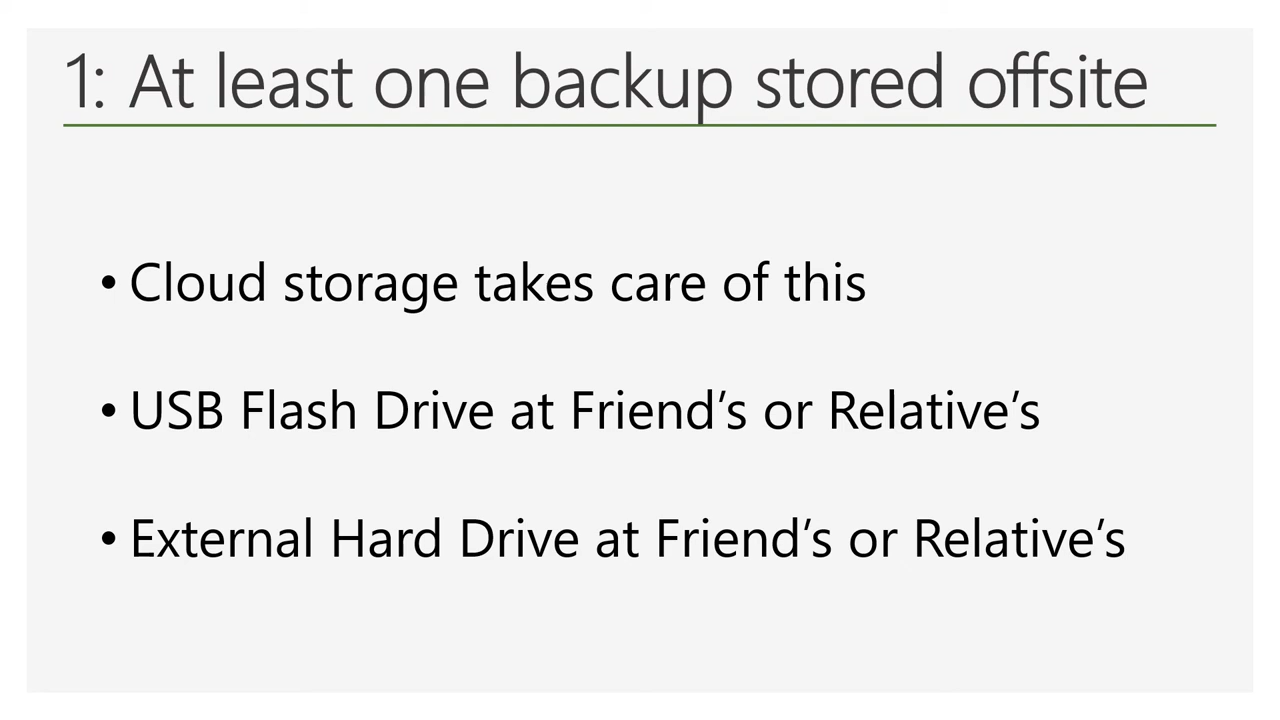 1: At least one backup stored offsite
• Cloud storage takes care of this
• USB Flash Drive at Friend’s or Relative’s
• External Hard Drive at Friend’s or Relative’s